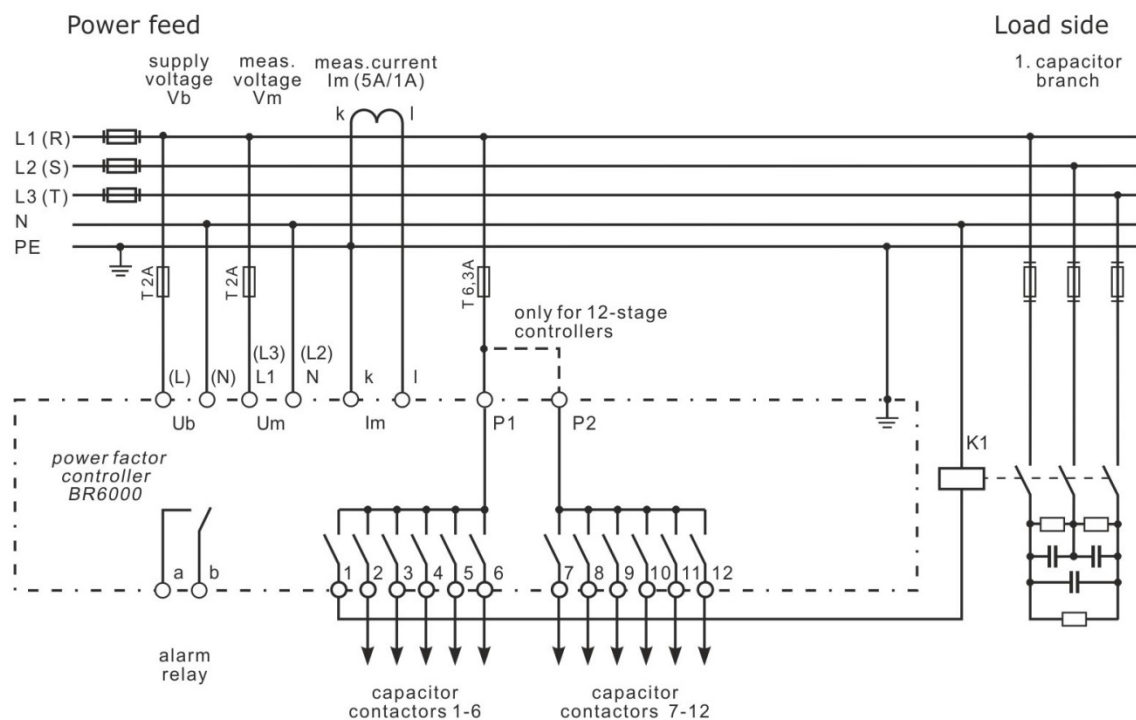 Power feed
Load side
supply
voltage
Vb
meas.
voltage
Vm
meas.current
Im (5A/1A)
k
l
1. capacitor
branch
L1 (R)
L2 (S)
L3 (T)
N
PE
T 2A
T 2A
T 6,3A
only for 12-stage
controllers
(L)
(N)
(L3)
L1
(L2)
N
k
l
Ub
Um
Im
P1
P2
K1
power factor
controller
BR6000
a
b
1
2
3
4
5
6
7
8
9
10
11
12
alarm
relay
capacitor
contactors 1-6
capacitor
contactors 7-12